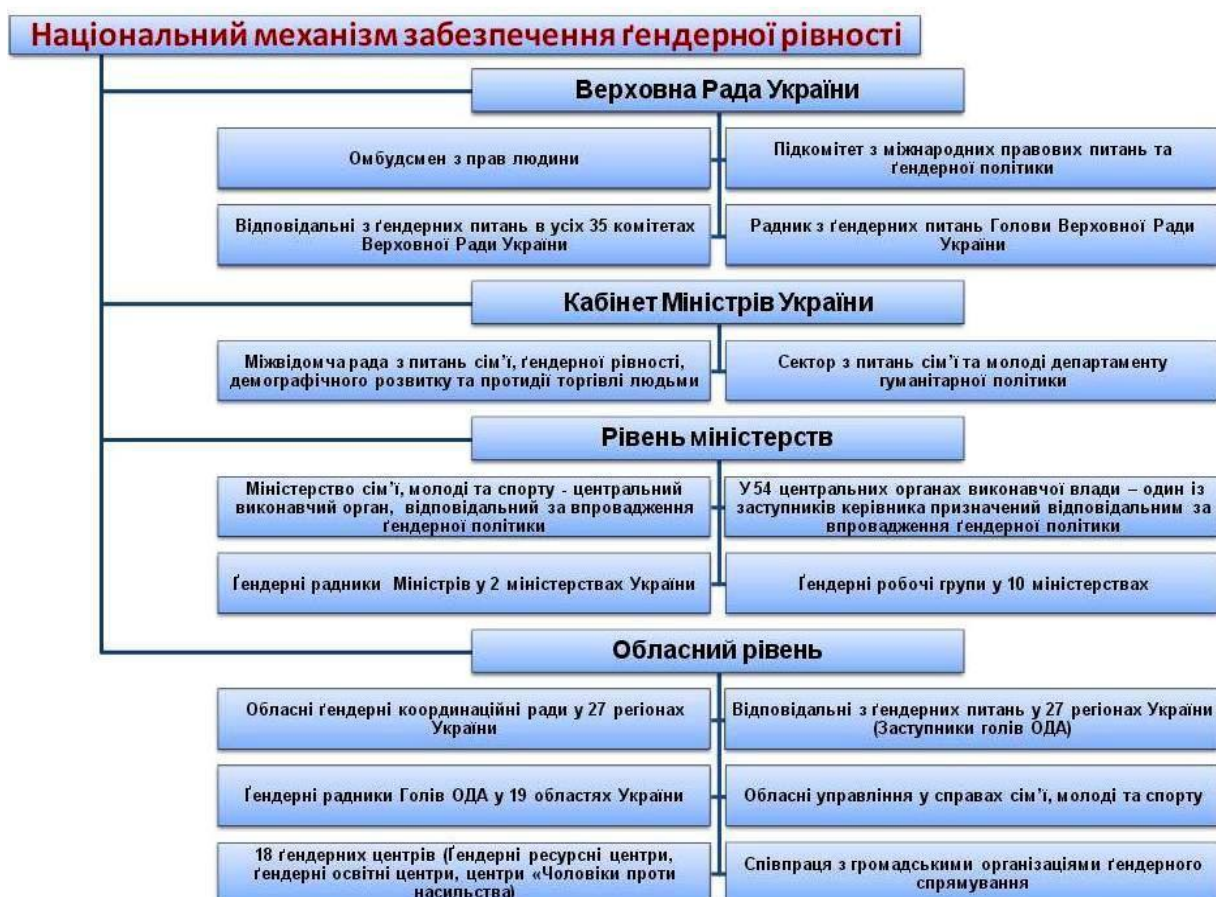 Національний механізм забезпечення ґендерної рівності
Верховна Рада України
Омбудсмен з прав людини
Підкомітет з міжнародних правових питань та
ґендерної політики
Відповідальні з ґендерних питань в усіх 35 комітетах
Верховної Ради України
Радник з ґендерних питань Голови Верховної Ради
України
Кабінет Міністрів України
Міжвідомча рада з питань сім’ї, ґендерної рівності,
демографічного розвитку та протидії торгівлі людьми
Сектор з питань сім’ї та молоді департаменту
гуманітарної політики
Рівень міністерств
Міністерство сім’ї, молоді та спорту - центральний
виконавчий орган, відповідальний за впровадження
ґендерної політики
У 54 центральних органах виконавчої влади – один із
заступників керівника призначений відповідальним за
впровадження ґендерної політики
Ґендерні радники Міністрів у 2 міністерствах України
Ґендерні робочі групи у 10 міністерствах
Обласний рівень
Обласні ґендерні координаційні ради у 27 регіонах
України
Відповідальні з ґендерних питань у 27 регіонах України
(Заступники голів ОДА)
Ґендерні радники Голів ОДА у 19 областях України
Обласні управління у справах сім’ї, молоді та спорту
18 ґендерних центрів (Ґендерні ресурсні центри,
ґендерні освітні центри, центри «Чоловіки проти
насильства)
Співпраця з громадськими організаціями ґендерного
спрямування